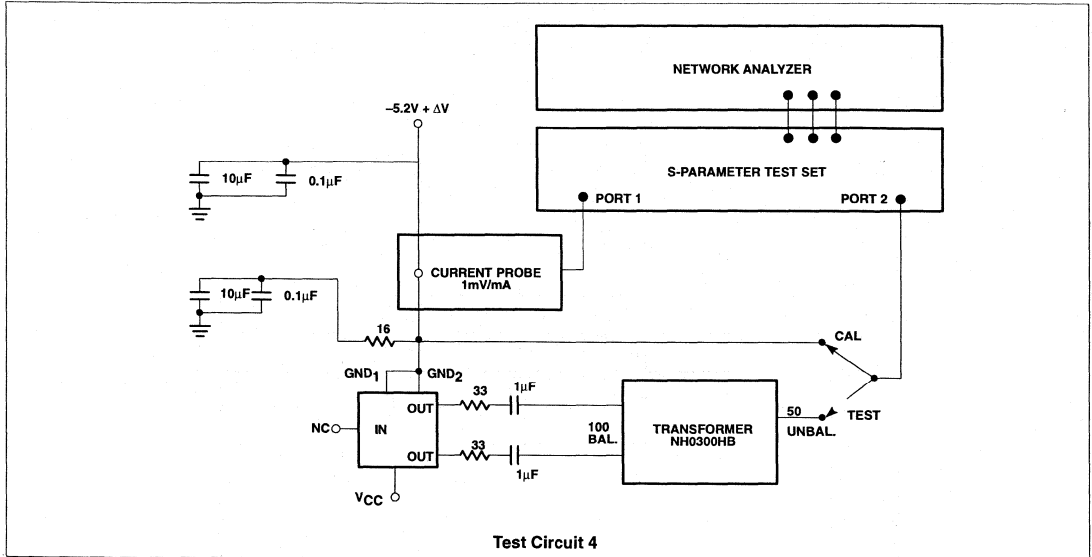 NETWORK ANALYZER
–5.2V + ΔV
10μF
0.1μF
S-PARAMETER TEST SET
PORT 1
PORT 2
CURRENT PROBE
1mV/mA
10μF
0.1μF
16
CAL
GND1
GND2
33
1μF
OUT
NC
IN
100
BAL.
TRANSFORMER
NH0300HB
50
UNBAL.
TEST
OUT
33
1μF
VCC
Test Circuit 4